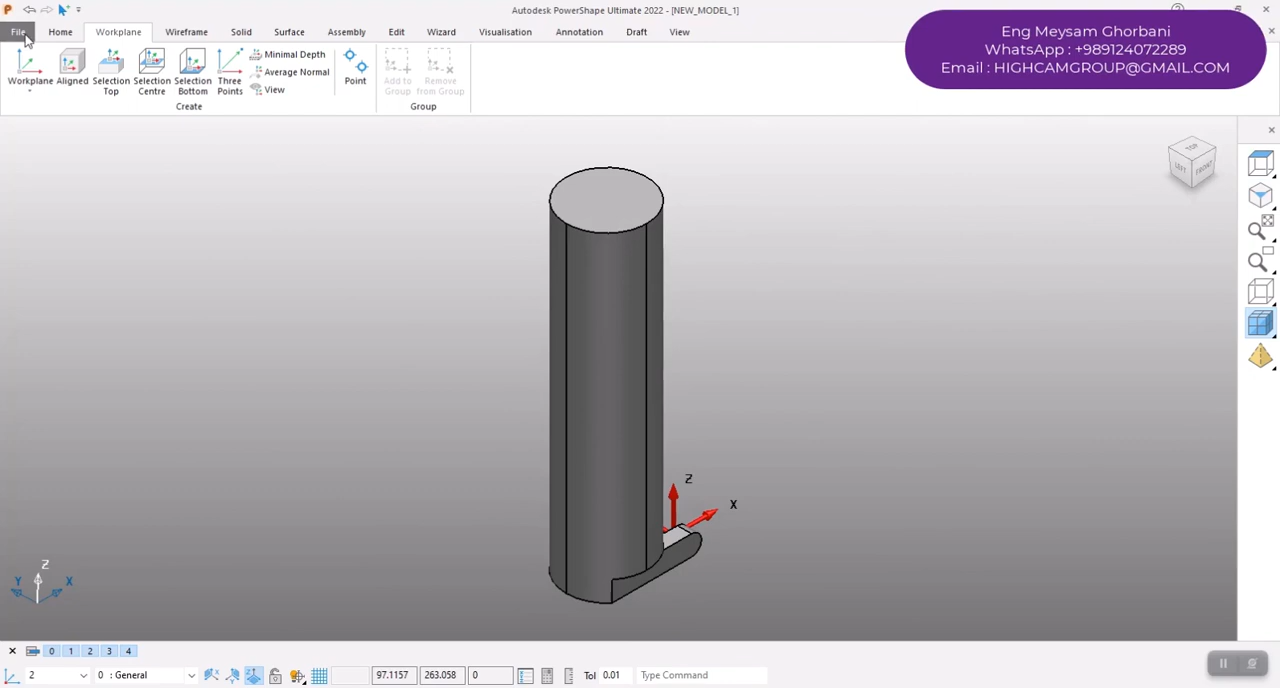 Autodesk PowerShape Ultimate 2022 - [NEW_MODEL_1]
File Home Workplane Wireframe Solid Surface Assembly Edit Wizard Visualisation Annotation Draft View
Eng Meysam Ghorbani
WhatsApp : +989124072289
Email : HIGHCAMGROUP@GMAIL.COM
Workplane
Aligned
Selection Top
Selection Centre
Selection Bottom
Three Points
Minimal Depth
Average Normal
View
Point
Add to Group
Remove from Group
Create
Group
TOP
LEFT
FRONT
Z
X
Z
Y
X
0 1 2 3 4
2
0 : General
97.1157
263.058
0
Tol
0.01
Type Command